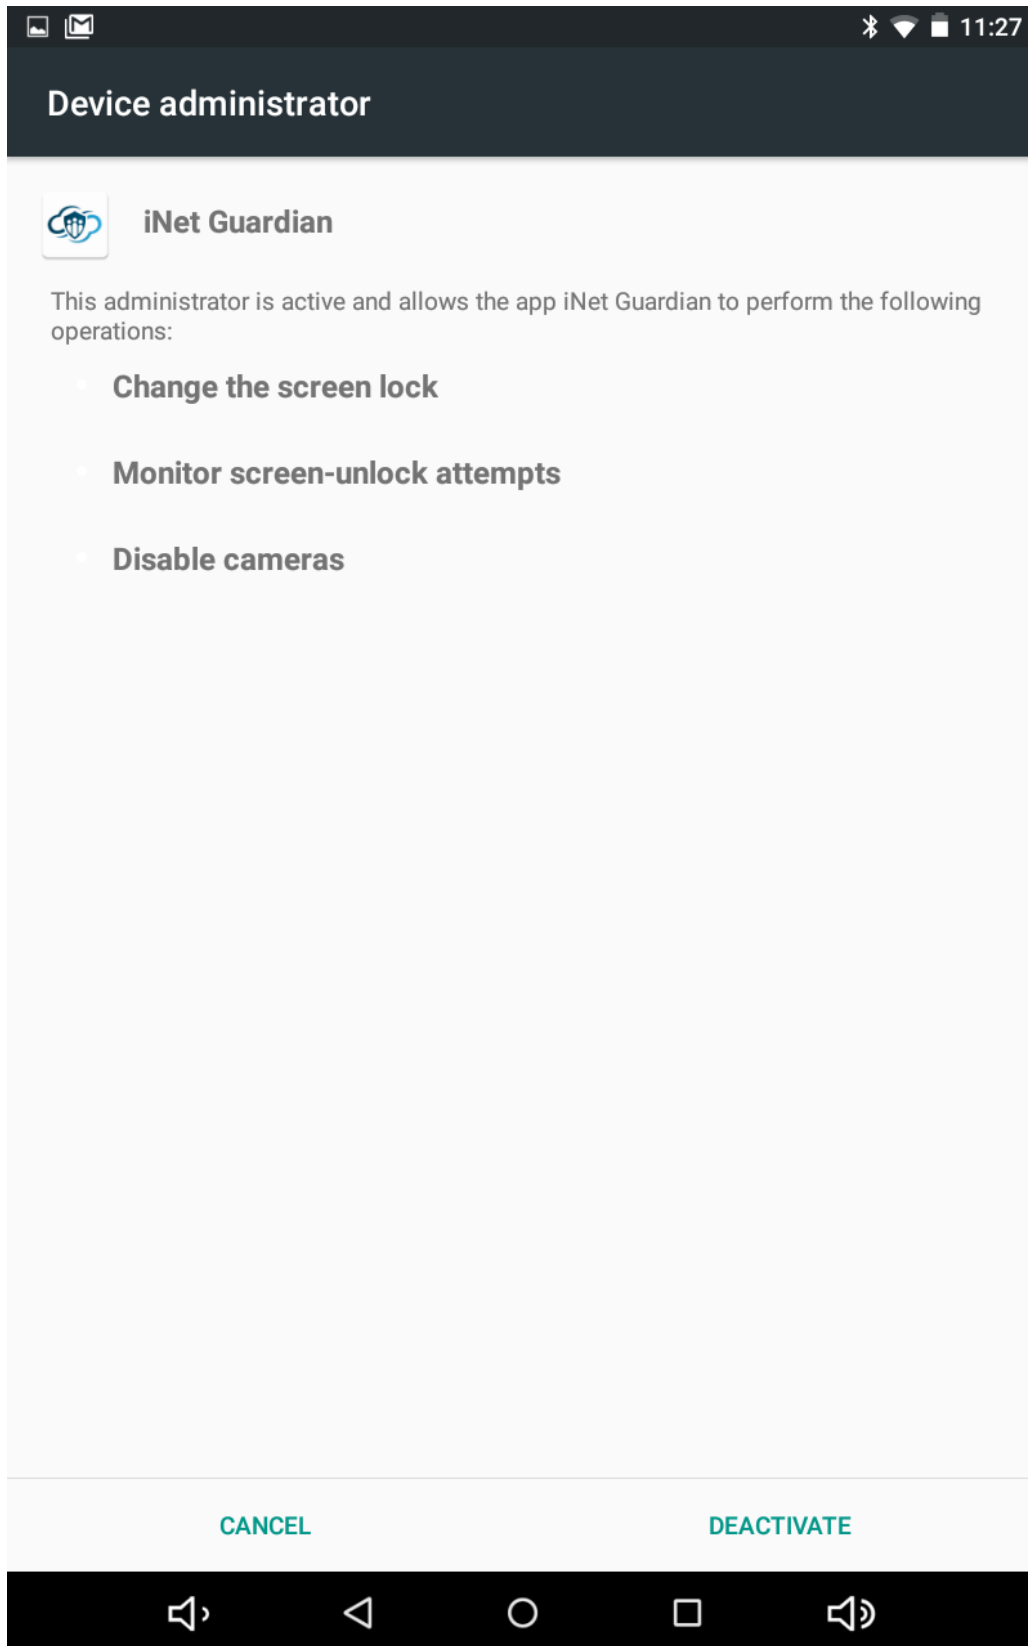 11:27
Device administrator
iNet Guardian
This administrator is active and allows the app iNet Guardian to perform the following
operations:
Change the screen lock
Monitor screen-unlock attempts
Disable cameras
CANCEL DEACTIVATE